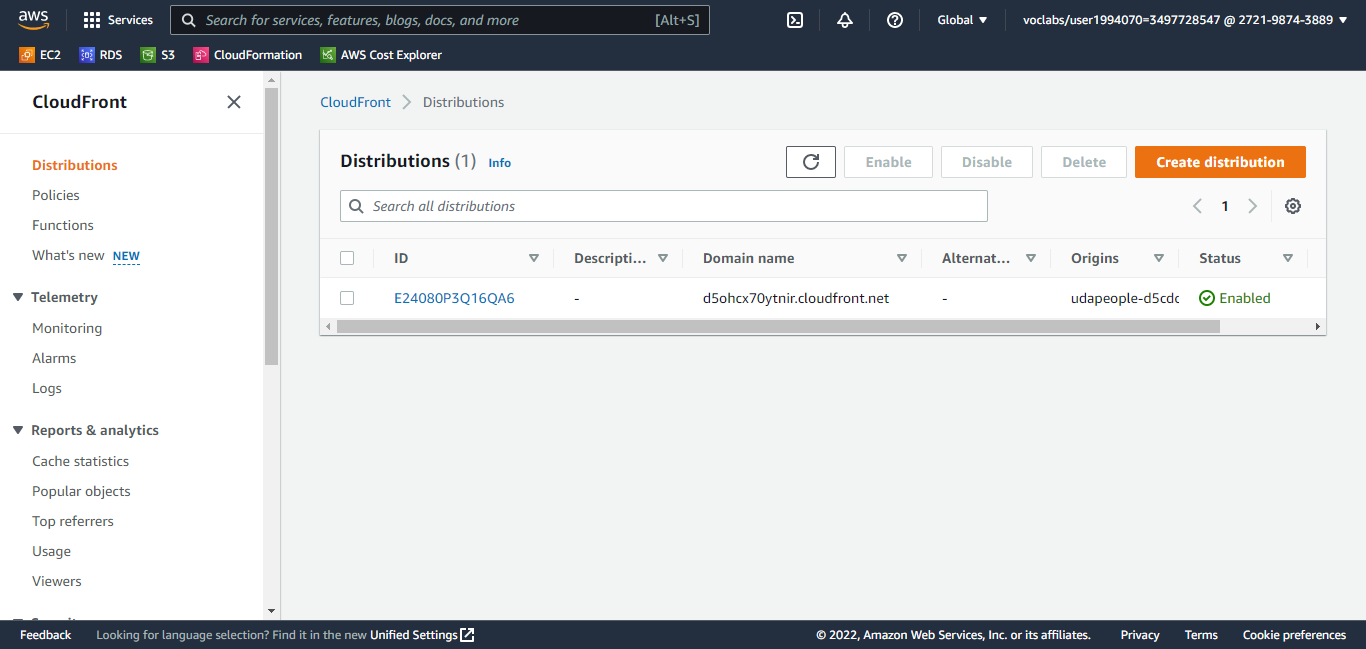 aws
Services
Search for services, features, blogs, docs, and more [Alt+S]
Global
voclabs/user1994070=3497728547 @ 2721-9874-3889
EC2 RDS S3 CloudFormation AWS Cost Explorer
CloudFront
Distributions
Policies
Functions
What's new NEW
Telemetry
Monitoring
Alarms
Logs
Reports & analytics
Cache statistics
Popular objects
Top referrers
Usage
Viewers
CloudFront Distributions
Distributions (1) Info
Enable Disable Delete Create distribution
Search all distributions
1
ID Descripti... Domain name Alternat... Origins Status
E24080P3Q16QA6 - d5ohcx70ytnir.cloudfront.net - udapeople-d5cdc Enabled
Feedback Looking for language selection? Find it in the new Unified Settings
© 2022, Amazon Web Services, Inc. or its affiliates. Privacy Terms Cookie preferences